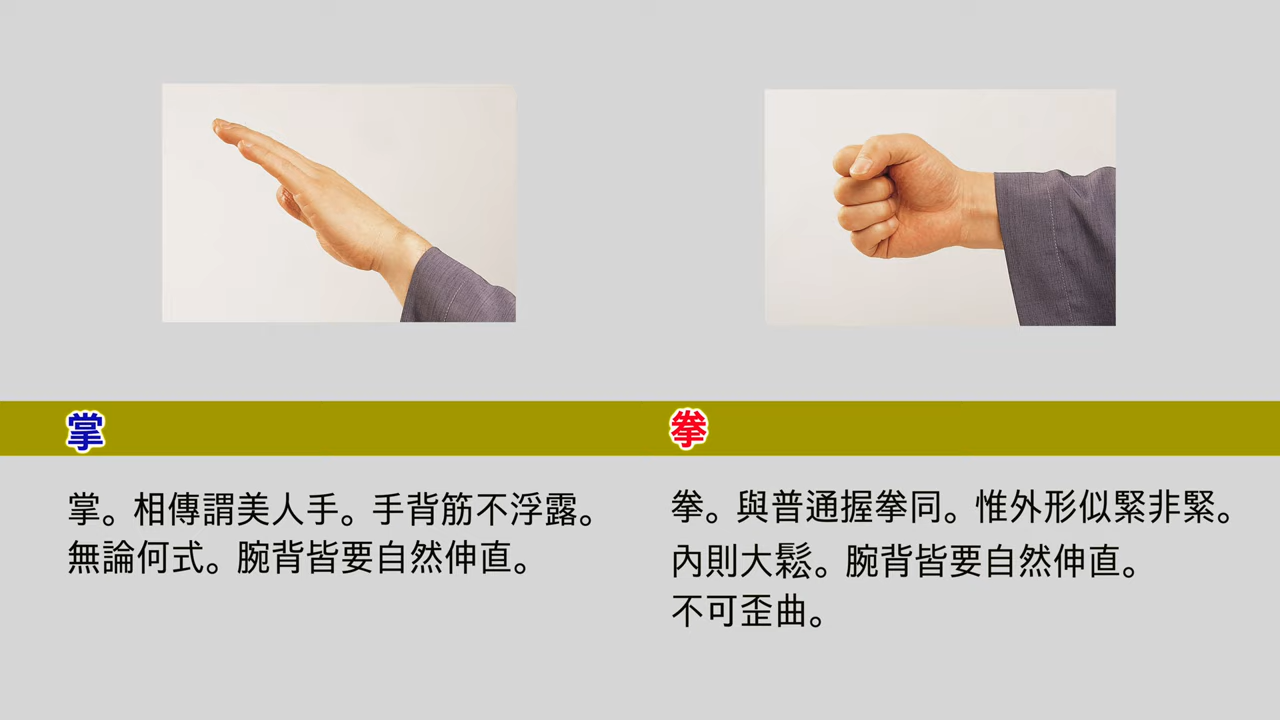 掌
掌。相傳謂美人手。手背筋不浮露。
無論何式。腕背皆要自然伸直。
拳
拳。與普通握拳同。惟外形似緊非緊。
內則大鬆。腕背皆要自然伸直。
不可歪曲。